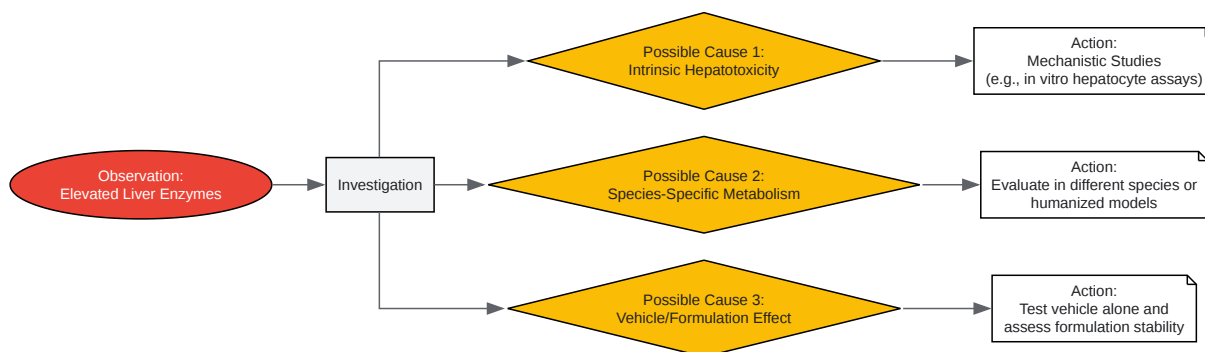 Possible Cause 1:
Intrinsic Hepatotoxicity
Action:
Mechanistic Studies
(e.g., in vitro hepatocyte assays)
Observation:
Elevated Liver Enzymes
Investigation
Possible Cause 2:
Species-Specific Metabolism
Action:
Evaluate in different species or
humanized models
Possible Cause 3:
Vehicle/Formulation Effect
Action:
Test vehicle alone and
assess formulation stability